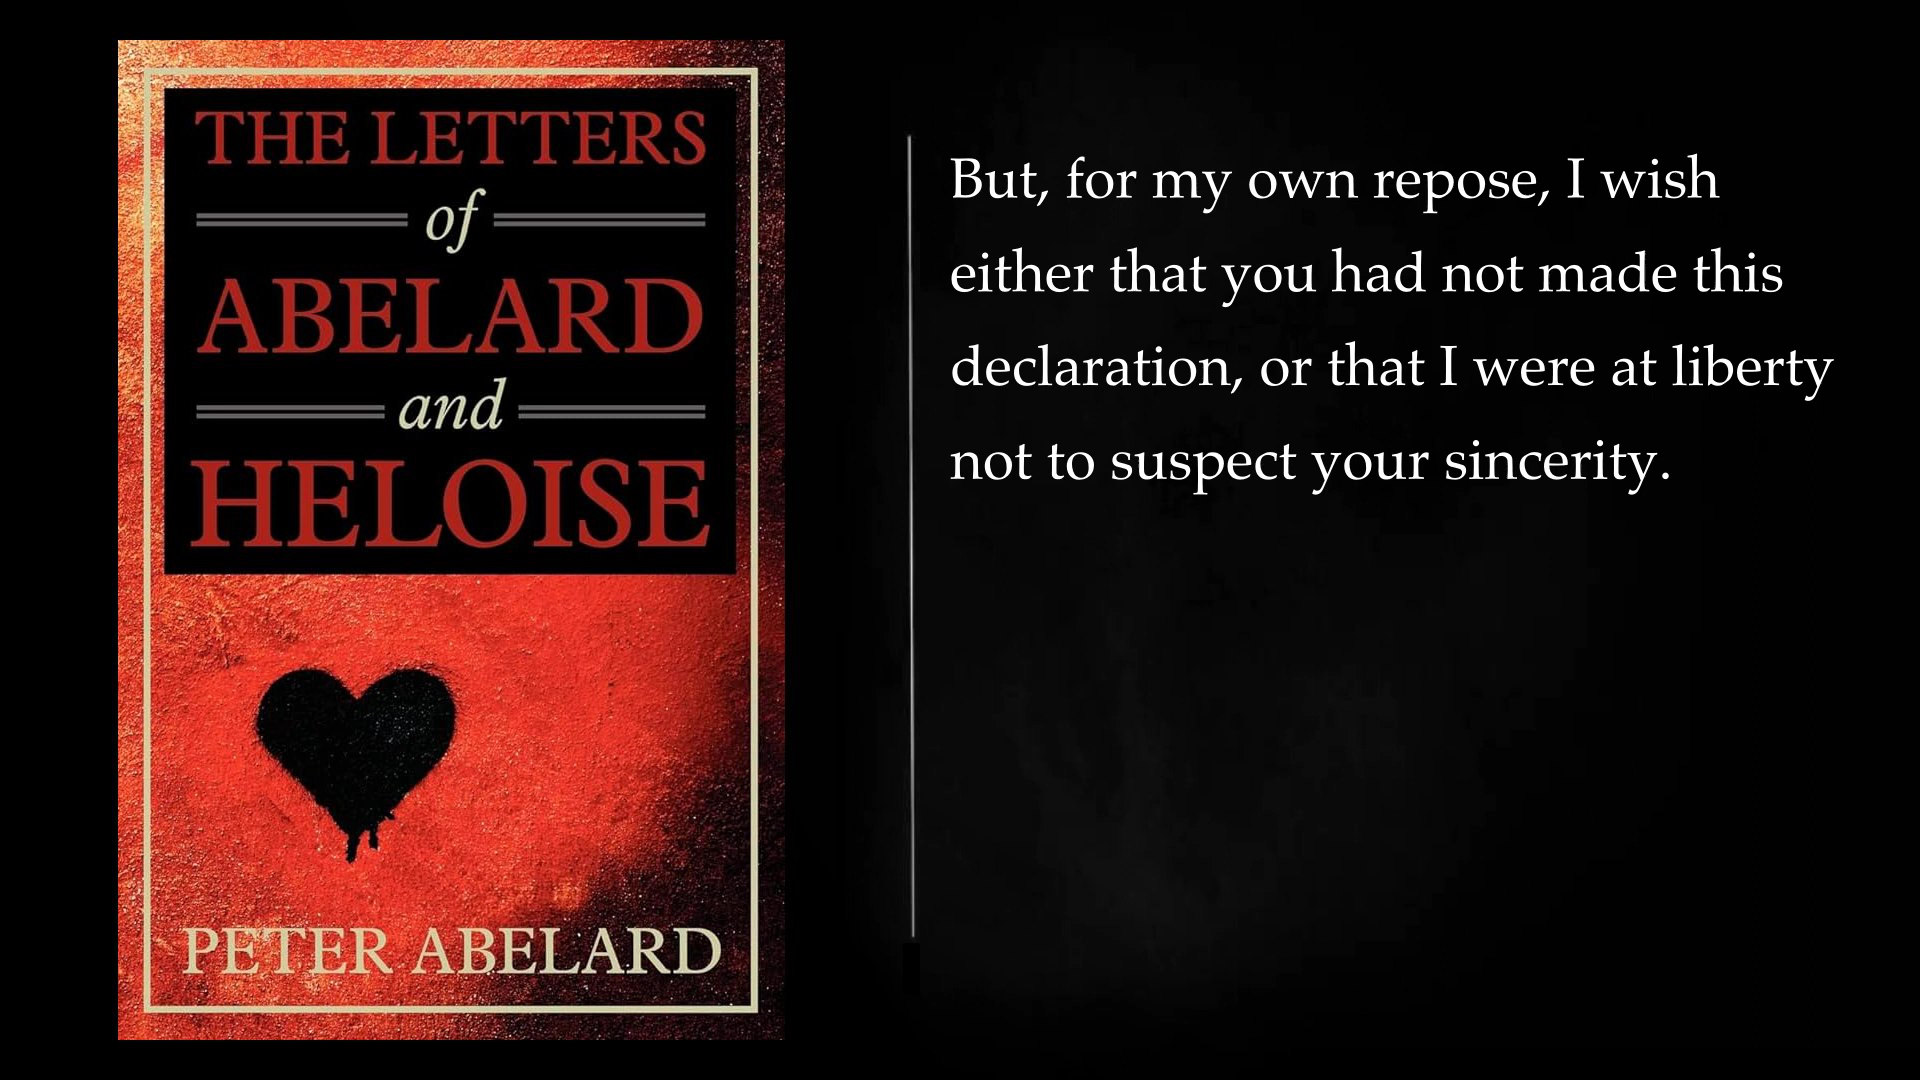 THE LETTERS
of
ABELARD
and
HELOISE
PETER ABELARD
But, for my own repose, I wish
either that you had not made this
declaration, or that I were at liberty
not to suspect your sincerity.